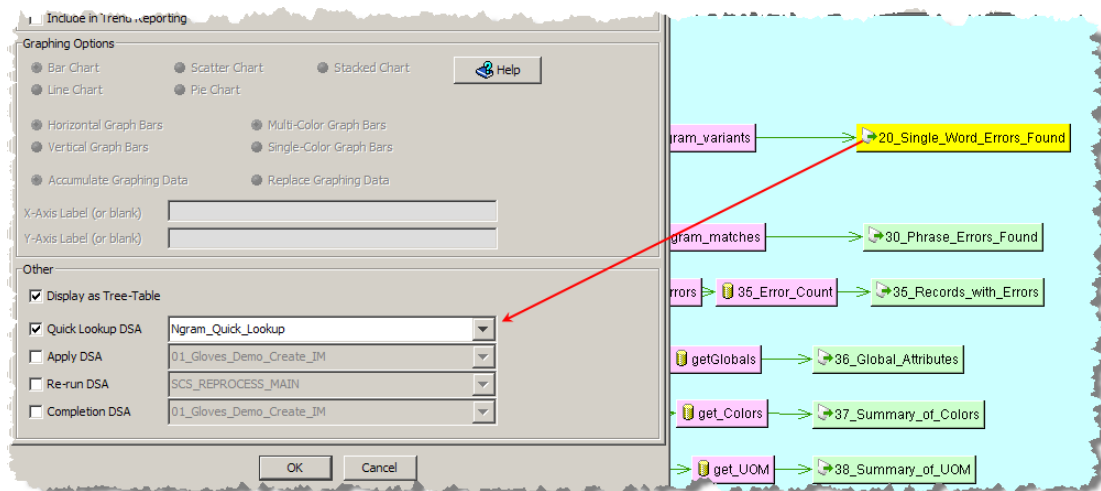 Include in Trend Reporting
Graphing Options
Bar Chart Scatter Chart Stacked Chart Help
Line Chart Pie Chart
Horizontal Graph Bars Multi-Color Graph Bars
Vertical Graph Bars Single-Color Graph Bars
Accumulate Graphing Data Replace Graphing Data
X-Axis Label (or blank)
Y-Axis Label (or blank)
Other
Display as Tree-Table
Quick Lookup DSA Ngram_Quick_Lookup
Apply DSA 01_Gloves_Demo_Create_IM
Re-run DSA SCS_REPROCESS_MAIN
Completion DSA 01_Gloves_Demo_Create_IM
OK Cancel
gram_variants 20_Single_Word_Errors_Found
gram_matches 30_Phrase_Errors_Found
rrors 35_Error_Count 35_Records_with_Errors
getGlobals 36_Global_Attributes
get_Colors 37_Summary_of_Colors
get_UOM 38_Summary_of_UOM